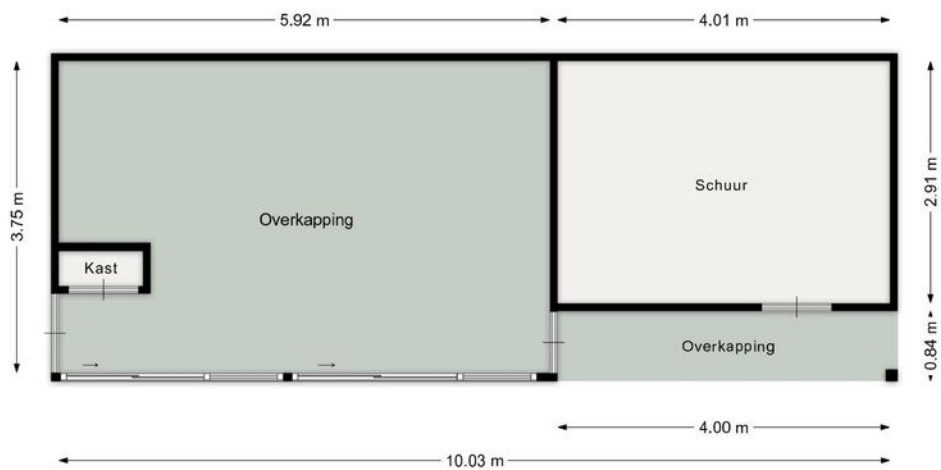 5.92 m
4.01 m
3.75 m
2.91 m
Schuur
Overkapping
Kast
0.84 m
Overkapping
4.00 m
10.03 m